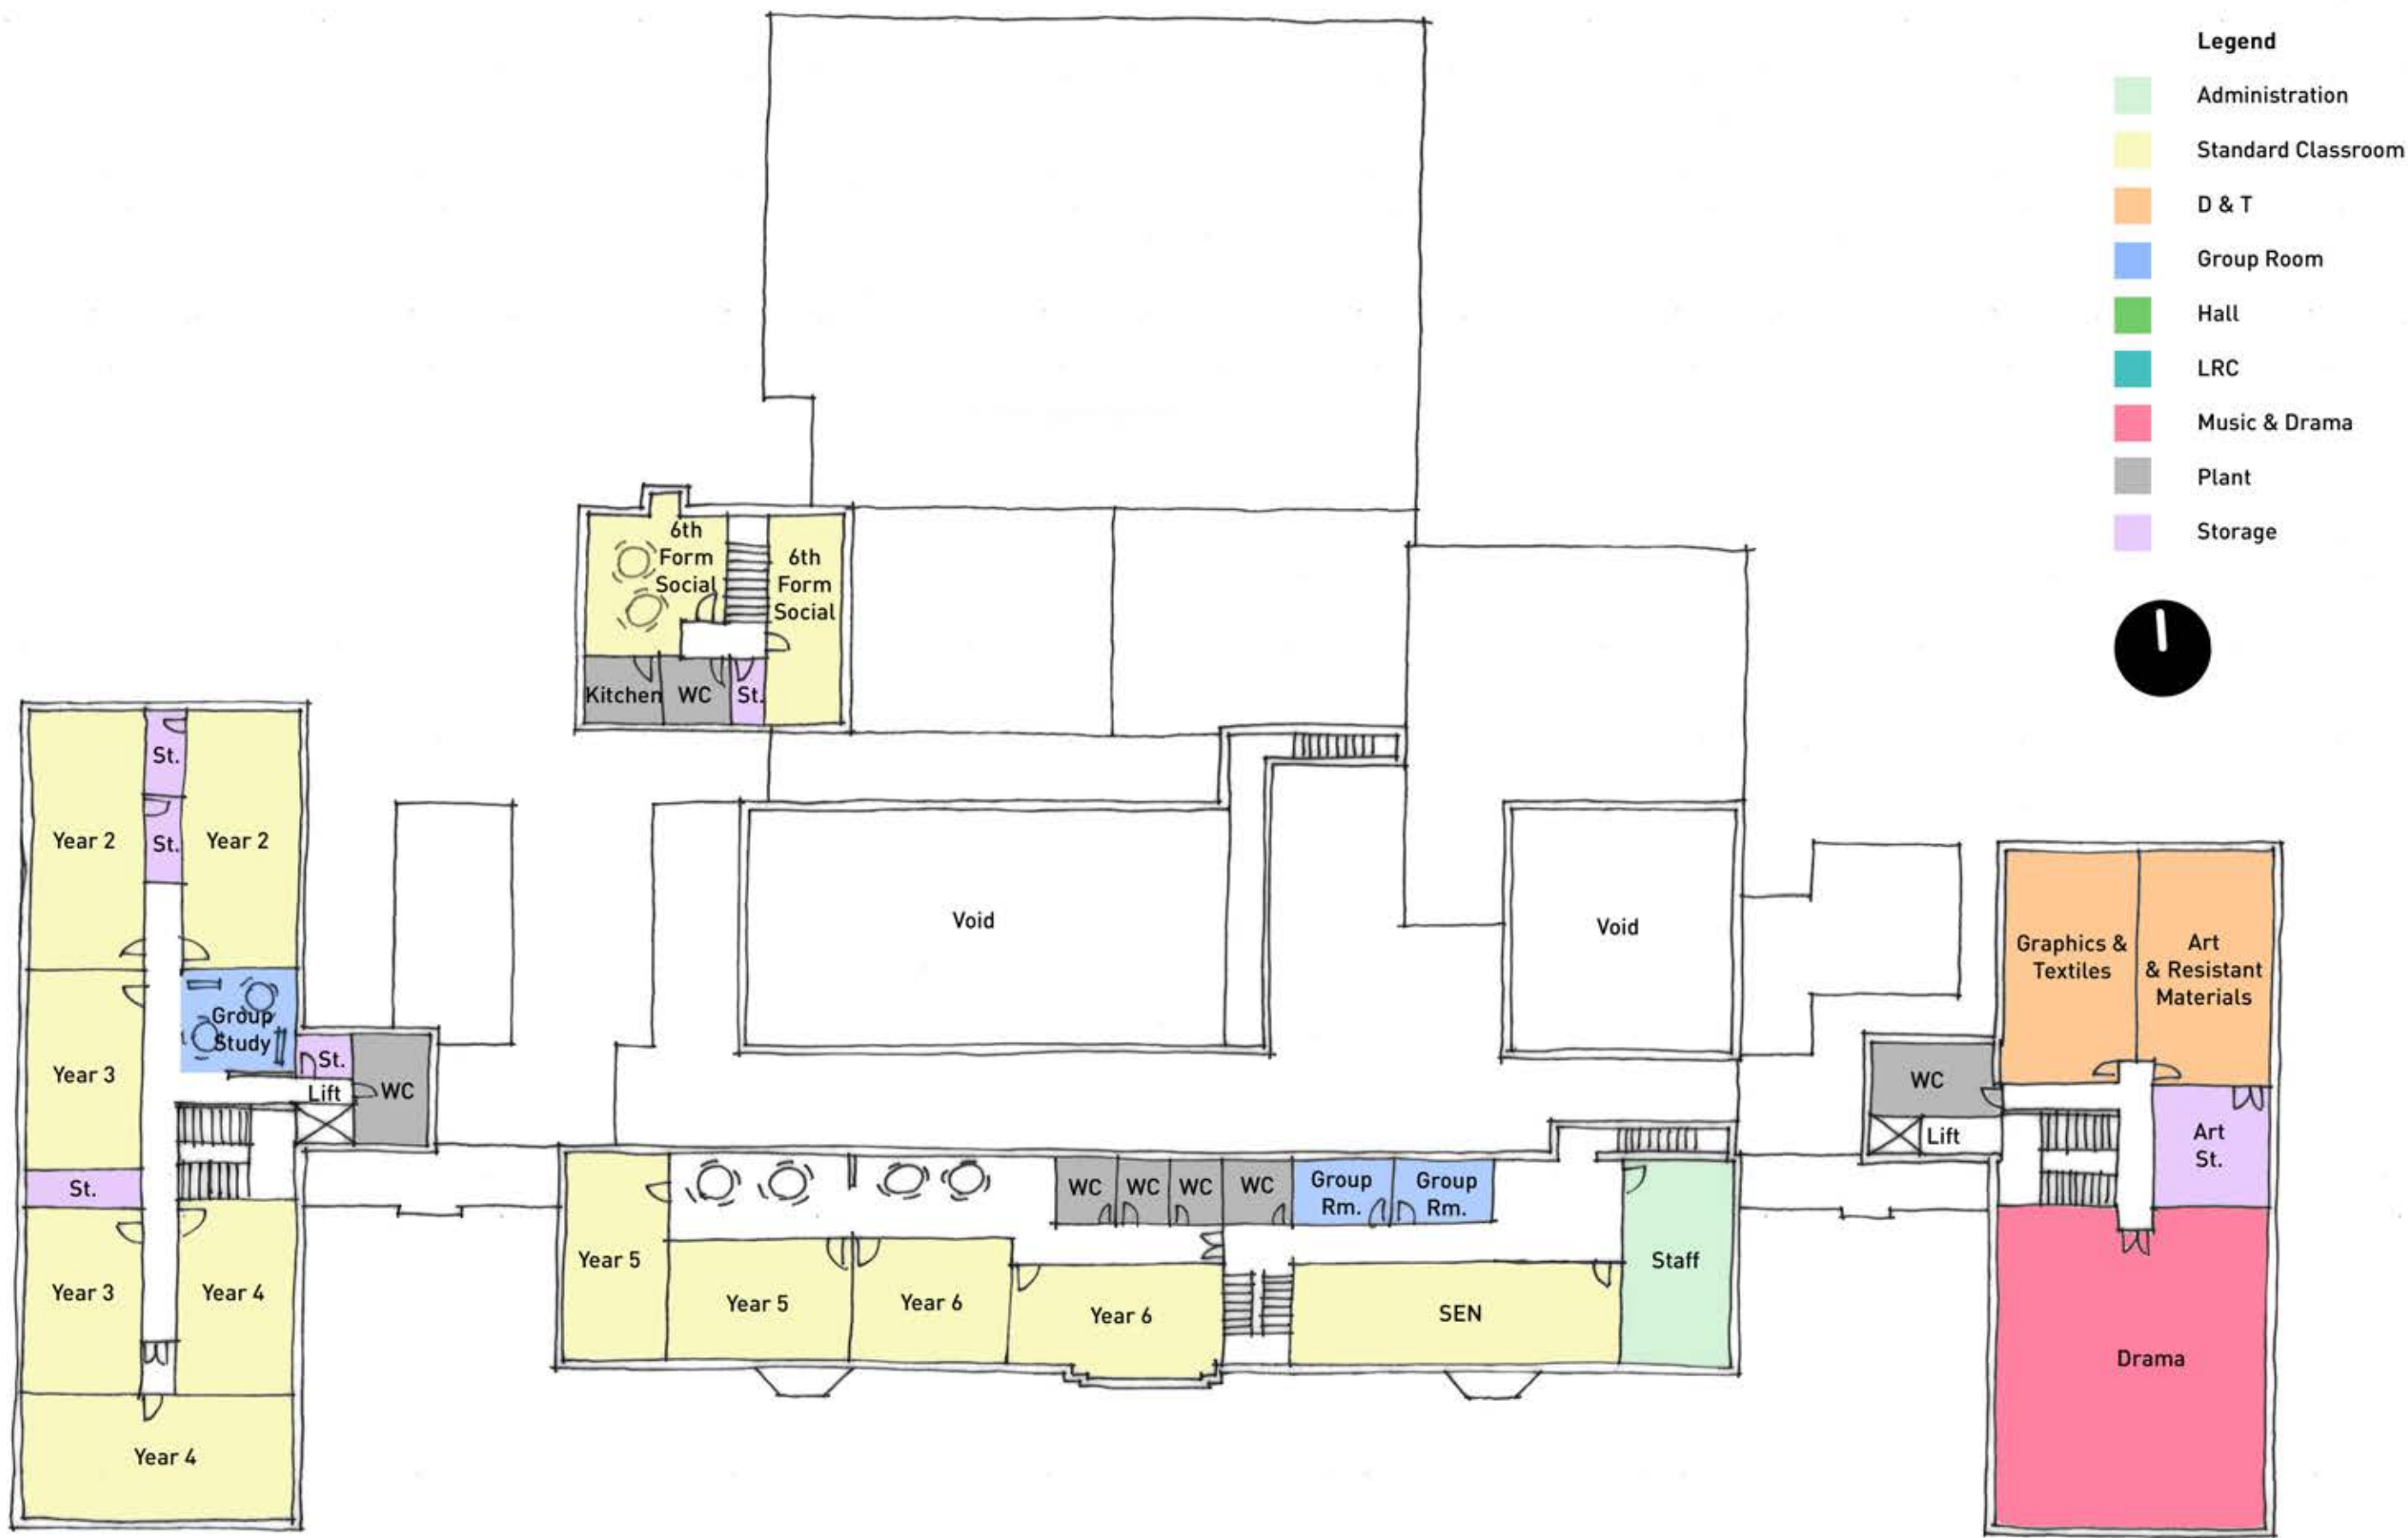 Legend
Administration
Standard Classroom
D & T
Group Room
Hall
LRC
Music & Drama
Plant
Storage
6th
Form
Social
6th
Form
Social
Kitchen
WC
St.
St.
St.
Year 2
Year 2
Void
Void
Graphics &
Textiles
Art
& Resistant
Materials
Group
Study
St.
Year 3
Lift
WC
WC
Lift
Art
St.
St.
WC
WC
WC
WC
Group
Rm.
Group
Rm.
Year 3
Year 4
Year 5
Year 5
Year 6
Year 6
SEN
Staff
Drama
Year 4